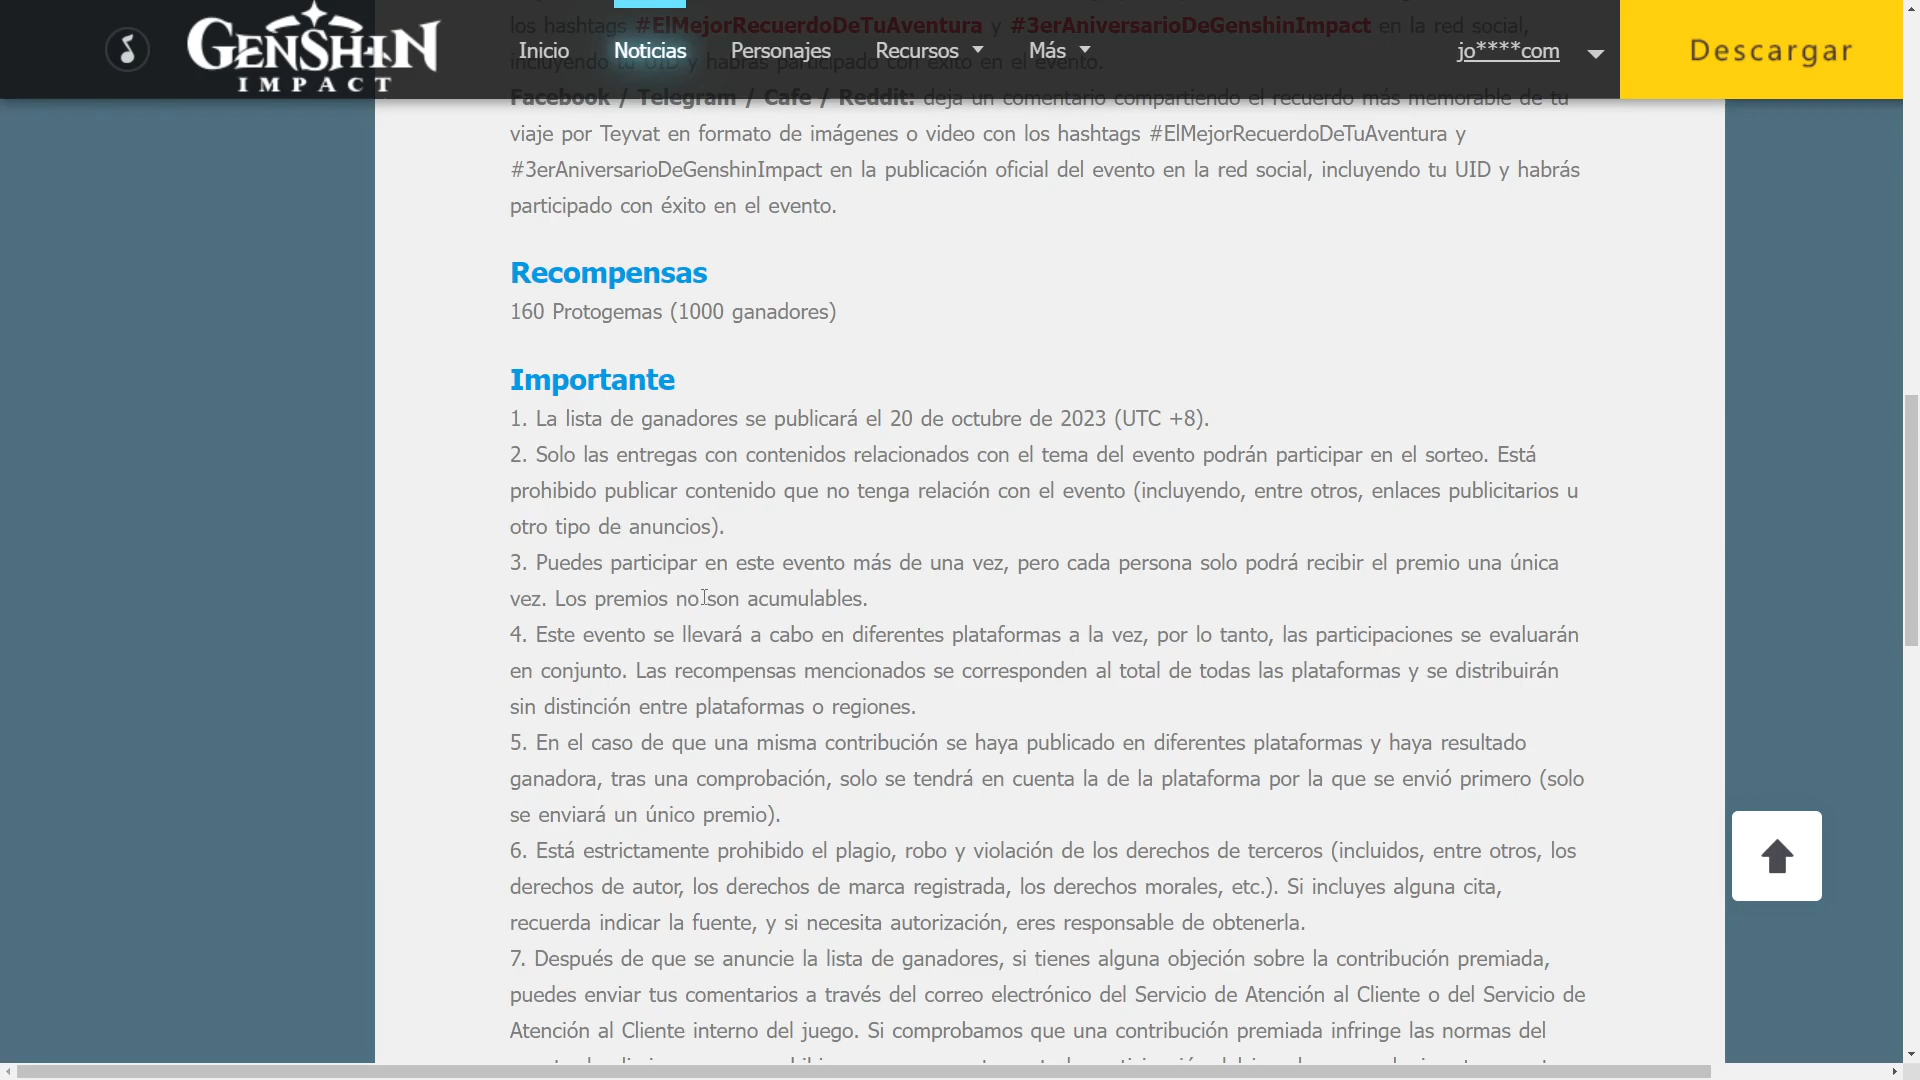 los hashtags #ElMejorRecuerdoDeTuAventura y #3erAniversarioDeGenshinImpact en la red social,
GENSHIN
IMPACT
Inicio
Noticias
Personajes
Recursos
Más
jo****com
Descargar
incluyendo tu UID y habrás participado con éxito en el evento.
Facebook / Telegram / Cafe / Reddit: deja un comentario compartiendo el recuerdo más memorable de tu
viaje por Teyvat en formato de imágenes o video con los hashtags #ElMejorRecuerdoDeTuAventura y
#3erAniversarioDeGenshinImpact en la publicación oficial del evento en la red social, incluyendo tu UID y habrás
participado con éxito en el evento.
Recompensas
160 Protogemas (1000 ganadores)
Importante
1. La lista de ganadores se publicará el 20 de octubre de 2023 (UTC +8).
2. Solo las entregas con contenidos relacionados con el tema del evento podrán participar en el sorteo. Está
prohibido publicar contenido que no tenga relación con el evento (incluyendo, entre otros, enlaces publicitarios u
otro tipo de anuncios).
3. Puedes participar en este evento más de una vez, pero cada persona solo podrá recibir el premio una única
vez. Los premios no son acumulables.
4. Este evento se llevará a cabo en diferentes plataformas a la vez, por lo tanto, las participaciones se evaluarán
en conjunto. Las recompensas mencionados se corresponden al total de todas las plataformas y se distribuirán
sin distinción entre plataformas o regiones.
5. En el caso de que una misma contribución se haya publicado en diferentes plataformas y haya resultado
ganadora, tras una comprobación, solo se tendrá en cuenta la de la plataforma por la que se envió primero (solo
se enviará un único premio).
6. Está estrictamente prohibido el plagio, robo y violación de los derechos de terceros (incluidos, entre otros, los
derechos de autor, los derechos de marca registrada, los derechos morales, etc.). Si incluyes alguna cita,
recuerda indicar la fuente, y si necesita autorización, eres responsable de obtenerla.
7. Después de que se anuncie la lista de ganadores, si tienes alguna objeción sobre la contribución premiada,
puedes enviar tus comentarios a través del correo electrónico del Servicio de Atención al Cliente o del Servicio de
Atención al Cliente interno del juego. Si comprobamos que una contribución premiada infringe las normas del